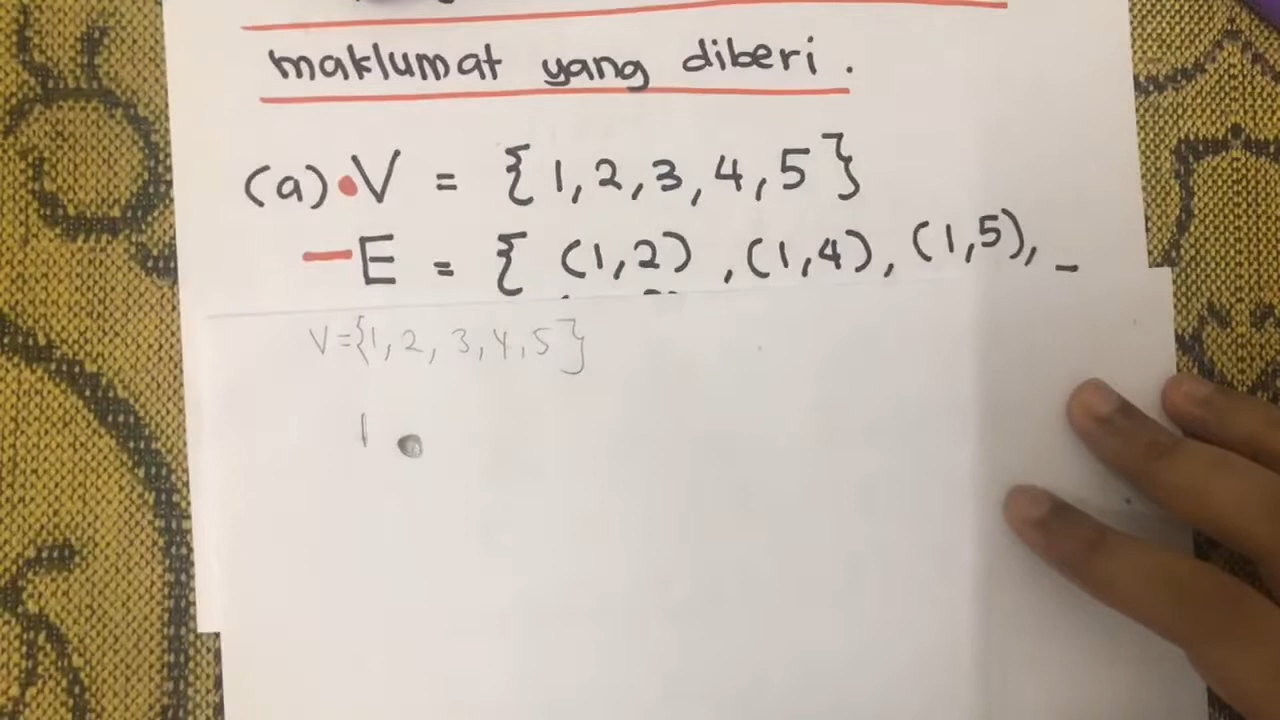 maklumat yang diberi.
(a) • V = { 1, 2, 3, 4, 5 }
– E = { (1,2) , (1,4), (1,5), _
V = {1, 2, 3, 4, 5 }
1